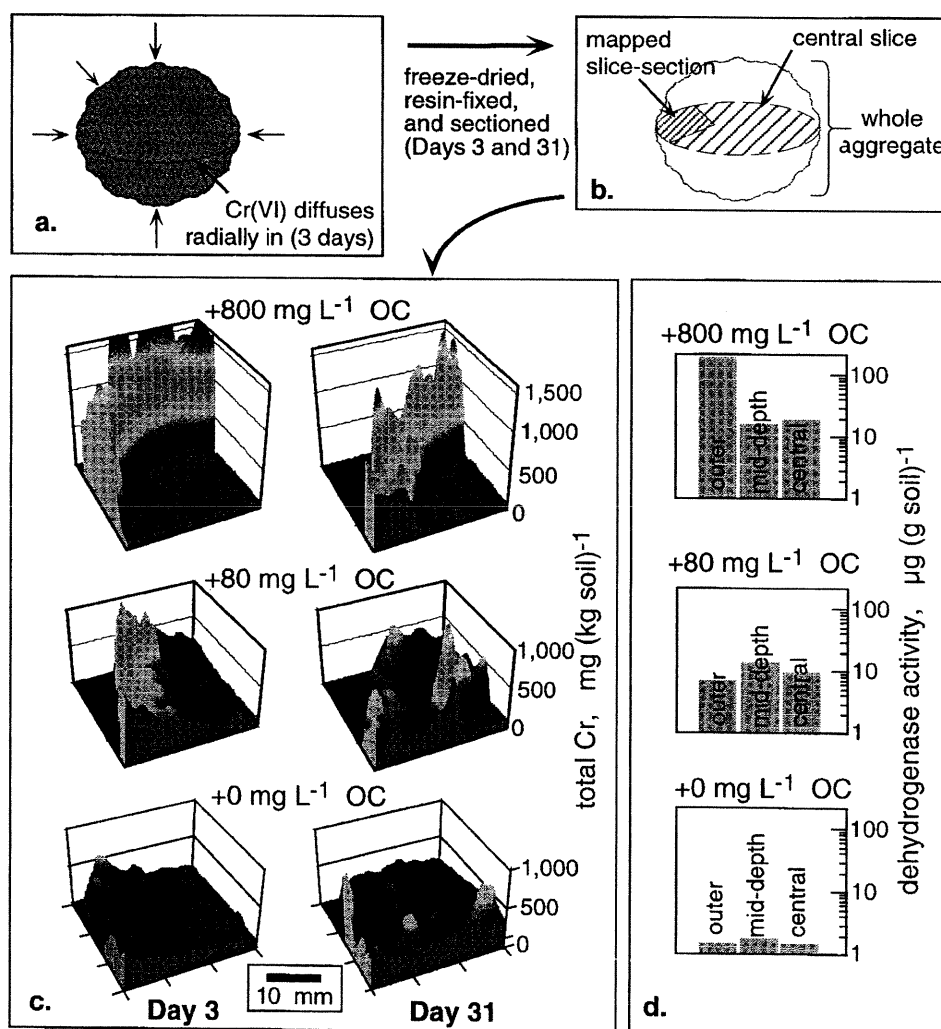 a.
Cr(VI) diffuses
radially in (3 days)
freeze-dried,
resin-fixed,
and sectioned
(Days 3 and 31)
mapped
slice-section
central slice
whole
aggregate
b.
+800 mg L-1 OC
1,500
1,000
500
0
+80 mg L-1 OC
1,000
500
0
+0 mg L-1 OC
1,000
500
0
total Cr, mg (kg soil)-1
10 mm
c.
Day 3
Day 31
+800 mg L-1 OC
outer
mid-depth
central
100
10
1
+80 mg L-1 OC
outer
mid-depth
central
100
10
1
+0 mg L-1 OC
outer
mid-depth
central
100
10
1
dehydrogenase activity, µg (g soil)-1
d.